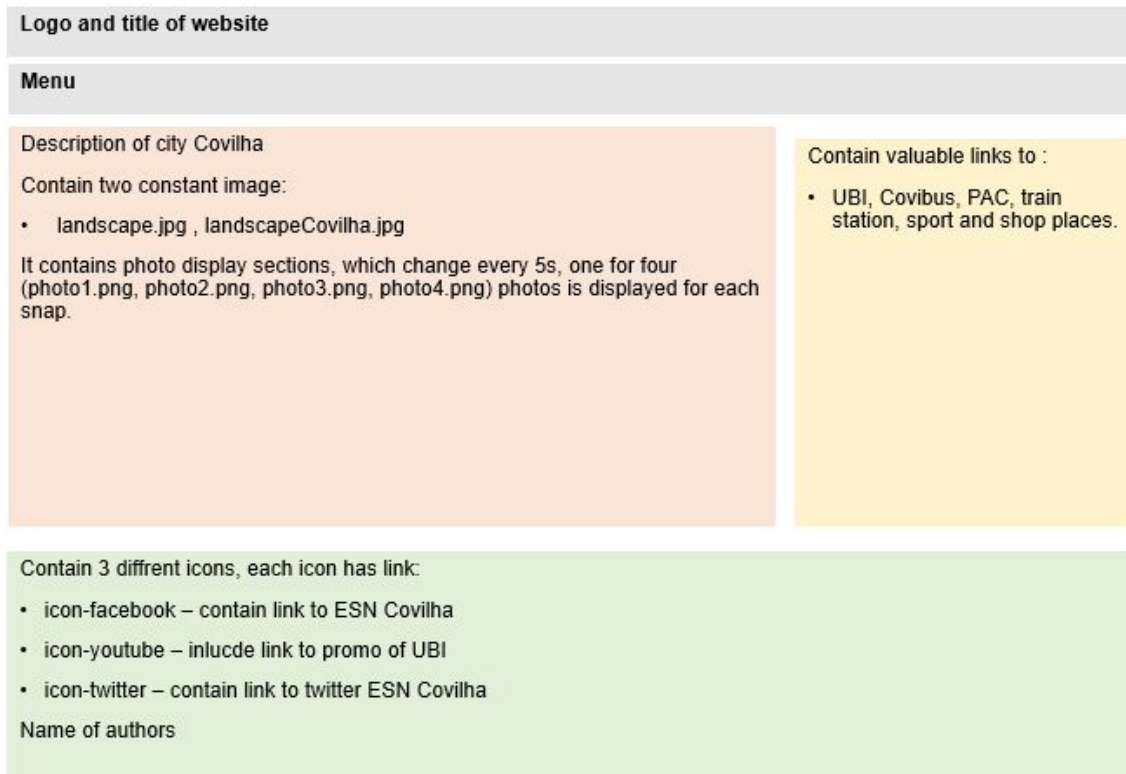 Logo and title of website
Menu
Description of city Covilha
Contain two constant image:
• landscape.jpg , landscapeCovilha.jpg
It contains photo display sections, which change every 5s, one for four
(photo1.png, photo2.png, photo3.png, photo4.png) photos is displayed for each
snap.
Contain valuable links to :
• UBI, Covibus, PAC, train
station, sport and shop places.
Contain 3 diffrent icons, each icon has link:
• icon-facebook – contain link to ESN Covilha
• icon-youtube – inlucde link to promo of UBI
• icon-twitter – contain link to twitter ESN Covilha
Name of authors